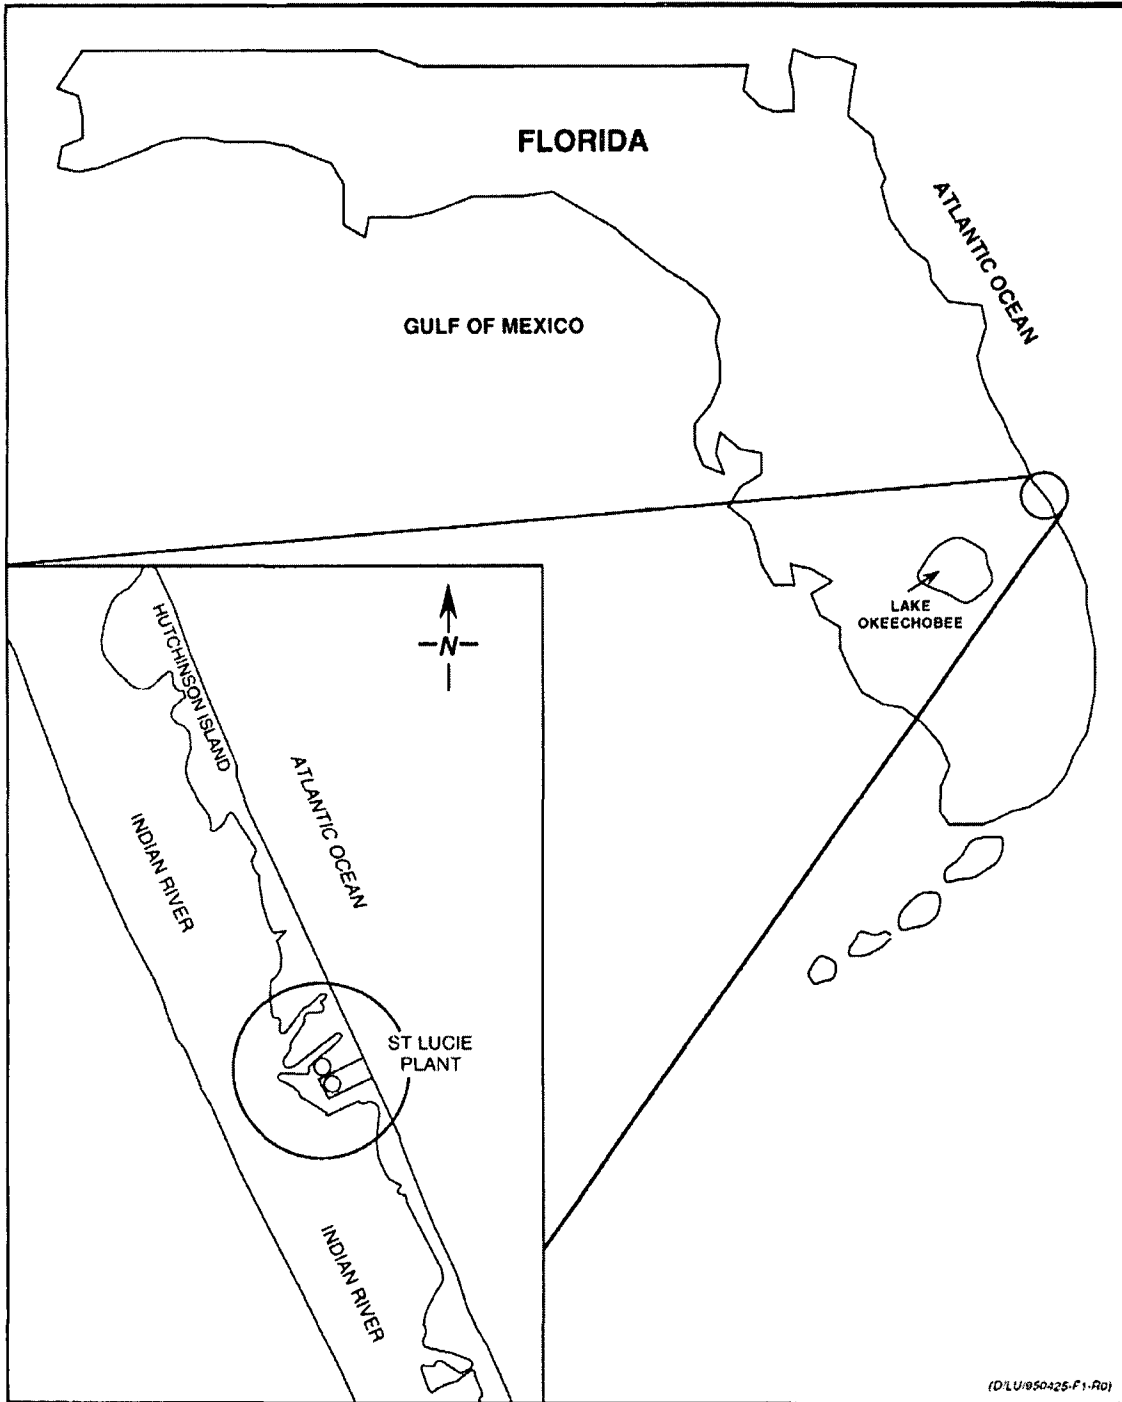 FLORIDA
ATLANTIC OCEAN
GULF OF MEXICO
LAKE
OKEECHOBEE
N
HUTCHINSON ISLAND
ATLANTIC OCEAN
INDIAN RIVER
ST LUCIE
PLANT
INDIAN RIVER
(D/LU/950425-F1-R0)